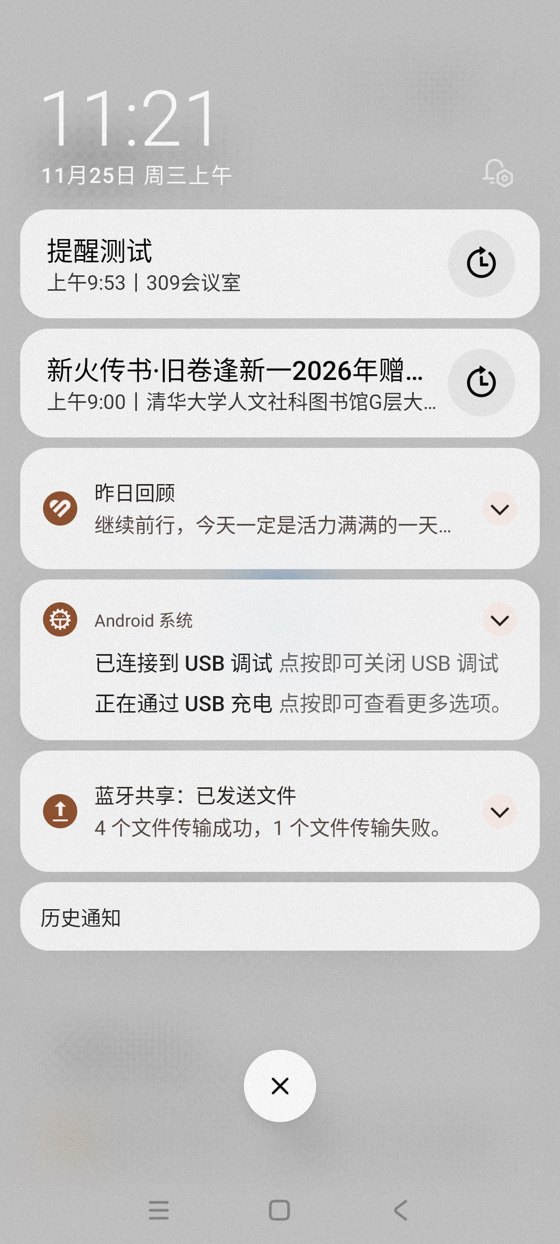 11:21
11月25日 周三上午
提醒测试
上午9:53丨309会议室
新火传书·旧卷逢新一2026年赠...
上午9:00丨清华大学人文社科图书馆G层大...
昨日回顾
继续前行，今天一定是活力满满的一天...
Android 系统
已连接到 USB 调试 点按即可关闭 USB 调试
正在通过 USB 充电 点按即可查看更多选项。
蓝牙共享：已发送文件
4 个文件传输成功，1 个文件传输失败。
历史通知